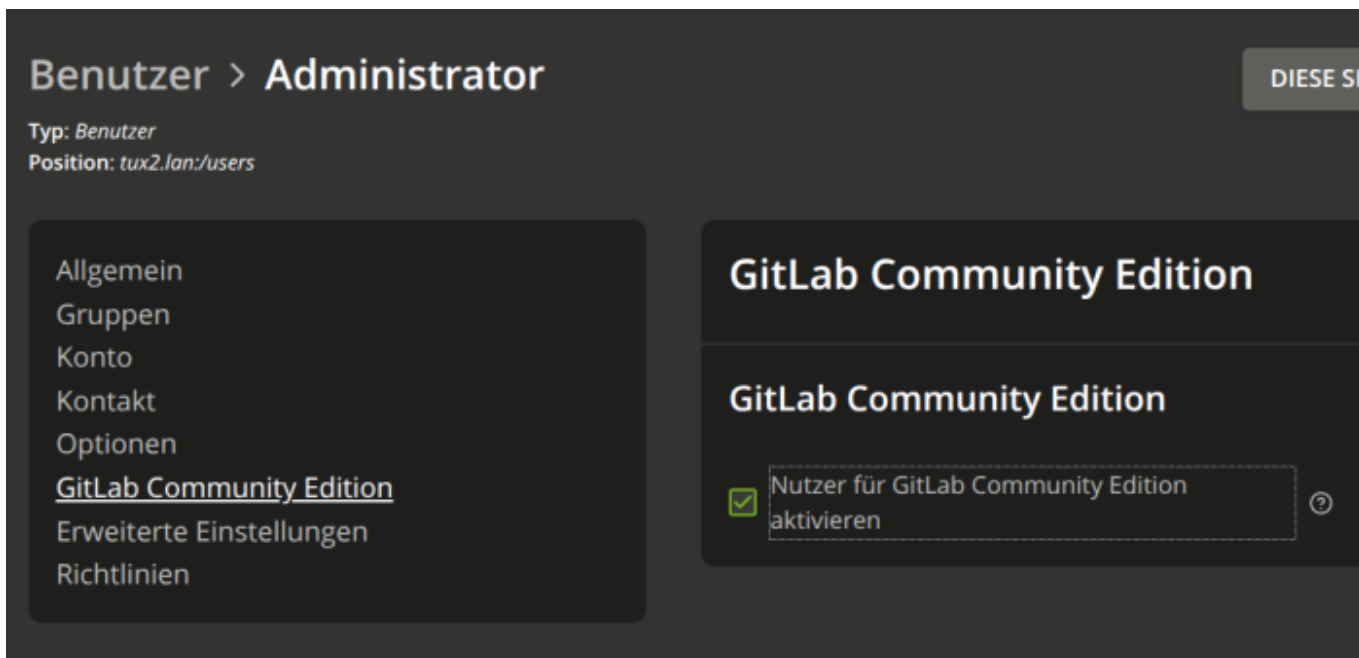 Benutzer > Administrator
DIESE
Typ: Benutzer
Position: tux2.lan:/users
Allgemein
Gruppen
Konto
Kontakt
Optionen
GitLab Community Edition
Erweiterte Einstellungen
Richtlinien
GitLab Community Edition
GitLab Community Edition
Nutzer für GitLab Community Edition
aktivieren